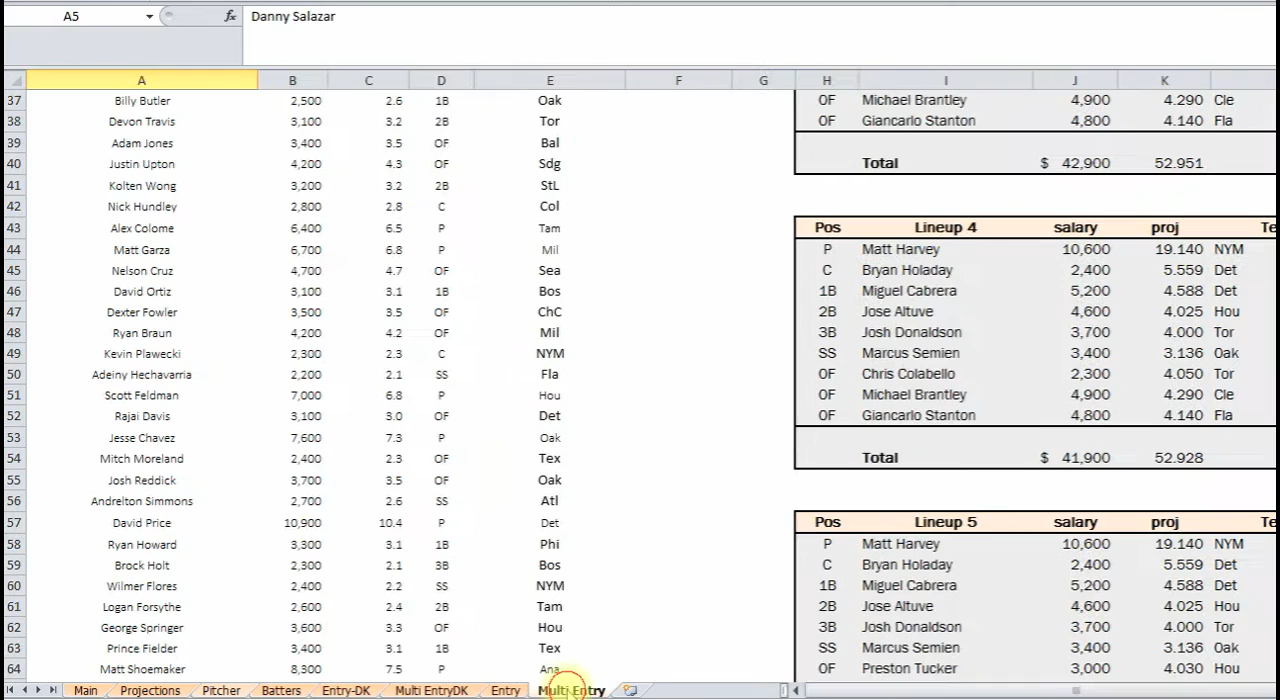 A5 fx Danny Salazar
A B C D E F G H I J K
37 Billy Butler 2,500 2.6 1B Oak OF Michael Brantley 4,900 4.290 Cle
38 Devon Travis 3,100 3.2 2B Tor OF Giancarlo Stanton 4,800 4.140 Fla
39 Adam Jones 3,400 3.5 OF Bal
40 Justin Upton 4,200 4.3 OF Sdg Total $ 42,900 52.951
41 Kolten Wong 3,200 3.2 2B StL
42 Nick Hundley 2,800 2.8 C Col
43 Alex Colome 6,400 6.5 P Tam Pos Lineup 4 salary proj Te
44 Matt Garza 6,700 6.8 P Mil P Matt Harvey 10,600 19.140 NYM
45 Nelson Cruz 4,700 4.7 OF Sea C Bryan Holaday 2,400 5.559 Det
46 David Ortiz 3,100 3.1 1B Bos 1B Miguel Cabrera 5,200 4.588 Det
47 Dexter Fowler 3,500 3.5 OF ChC 2B Jose Altuve 4,600 4.025 Hou
48 Ryan Braun 4,200 4.2 OF Mil 3B Josh Donaldson 3,700 4.000 Tor
49 Kevin Plawecki 2,300 2.3 C NYM SS Marcus Semien 3,400 3.136 Oak
50 Adeiny Hechavarria 2,200 2.1 SS Fla OF Chris Colabello 2,300 4.050 Tor
51 Scott Feldman 7,000 6.8 P Hou OF Michael Brantley 4,900 4.290 Cle
52 Rajai Davis 3,100 3.0 OF Det OF Giancarlo Stanton 4,800 4.140 Fla
53 Jesse Chavez 7,600 7.3 P Oak
54 Mitch Moreland 2,400 2.3 OF Tex Total $ 41,900 52.928
55 Josh Reddick 3,700 3.5 OF Oak
56 Andrelton Simmons 2,700 2.6 SS Atl
57 David Price 10,900 10.4 P Det Pos Lineup 5 salary proj Te
58 Ryan Howard 3,300 3.1 1B Phi P Matt Harvey 10,600 19.140 NYM
59 Brock Holt 2,300 2.1 3B Bos C Bryan Holaday 2,400 5.559 Det
60 Wilmer Flores 2,400 2.2 SS NYM 1B Miguel Cabrera 5,200 4.588 Det
61 Logan Forsythe 2,600 2.4 2B Tam 2B Jose Altuve 4,600 4.025 Hou
62 George Springer 3,600 3.3 OF Hou 3B Josh Donaldson 3,700 4.000 Tor
63 Prince Fielder 3,400 3.1 1B Tex SS Marcus Semien 3,400 3.136 Oak
64 Matt Shoemaker 8,300 7.5 P Ana OF Preston Tucker 3,000 4.030 Hou
Main Projections Pitcher Batters Entry-DK Multi EntryDK Entry Multi Entry